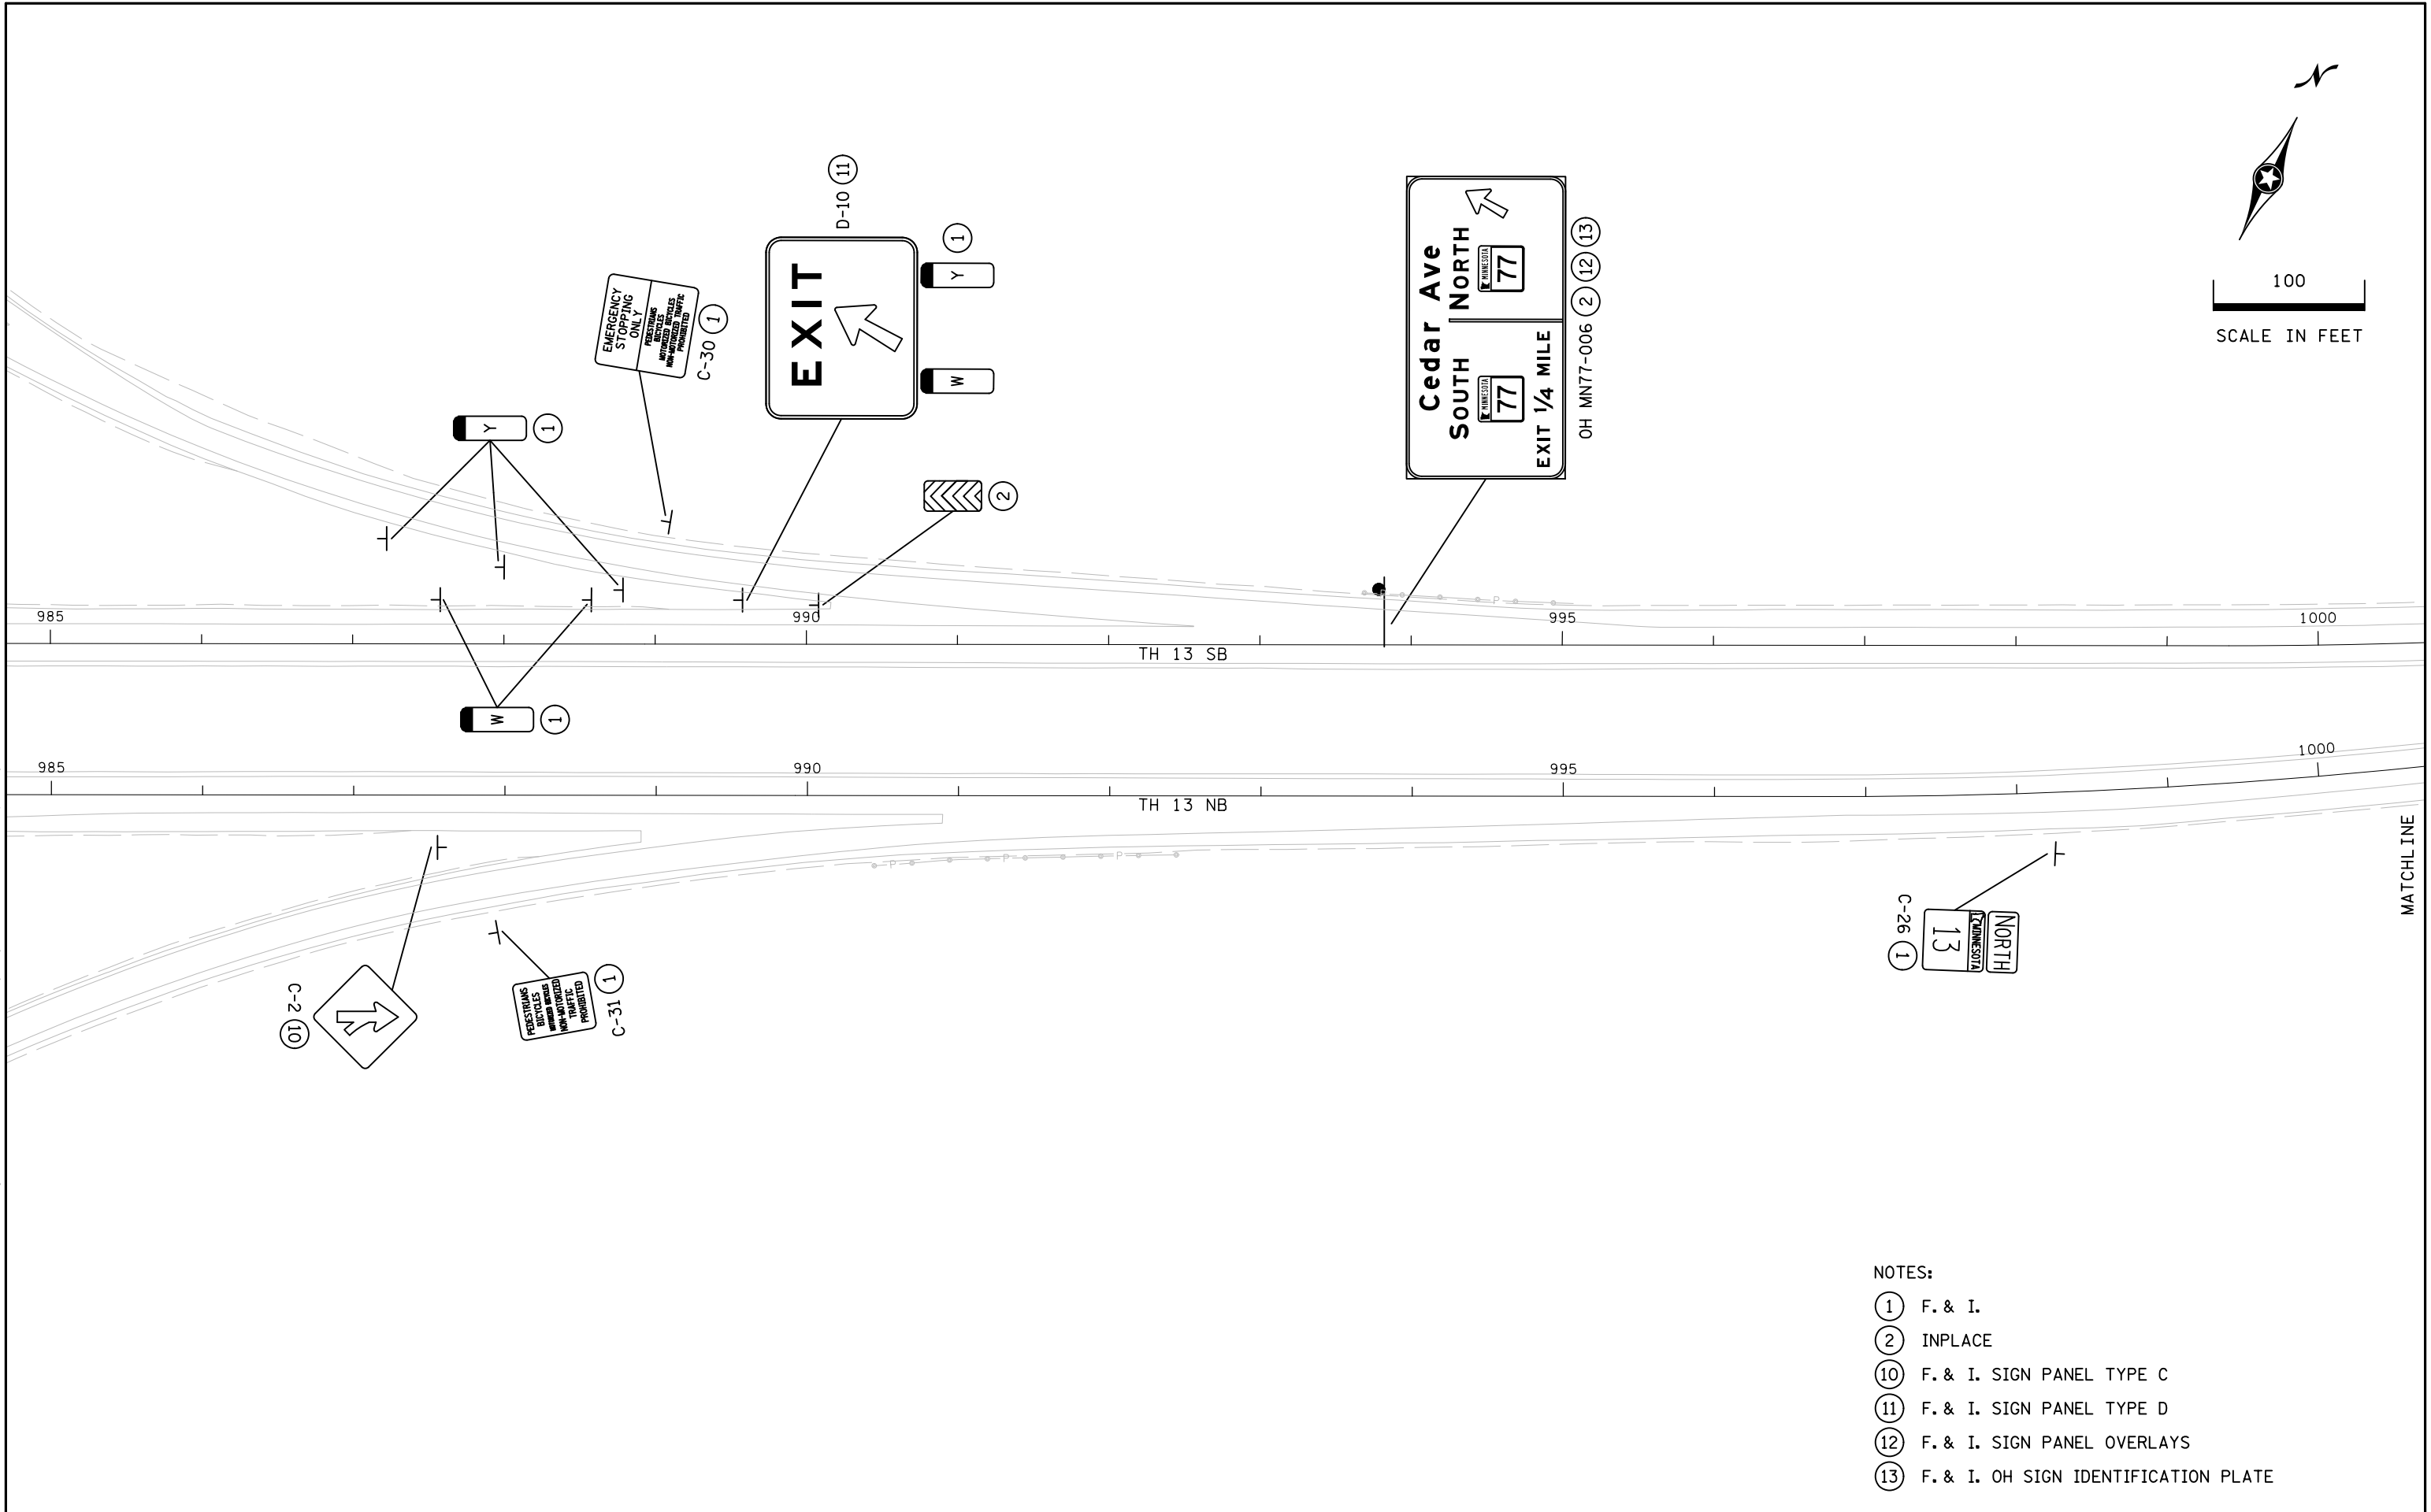 D-10 11
EXIT
1
Y
W
EMERGENCY
STOPPING
ONLY
PEDESTRIANS
BICYCLES
MOTORIZED BICYCLES
NON-MOTORIZED TRAFFIC
PROHIBITED
C-30 1
Y
1
2
Cedar Ave
SOUTH NORTH
MINNESOTA
77
MINNESOTA
77
EXIT 1/4 MILE
OH MN77-006 2 12 13
N
100
SCALE IN FEET
985
990
995
1000
TH 13 SB
W
1
985
990
995
1000
TH 13 NB
P
P
P
P
P
MATCHLINE
C-2 10
PEDESTRIANS
BICYCLES
MOTORIZED BICYCLES
NON-MOTORIZED
TRAFFIC
PROHIBITED
C-31 1
NORTH
MINNESOTA
13
C-26 1
NOTES:
1 F. & I.
2 INPLACE
10 F. & I. SIGN PANEL TYPE C
11 F. & I. SIGN PANEL TYPE D
12 F. & I. SIGN PANEL OVERLAYS
13 F. & I. OH SIGN IDENTIFICATION PLATE